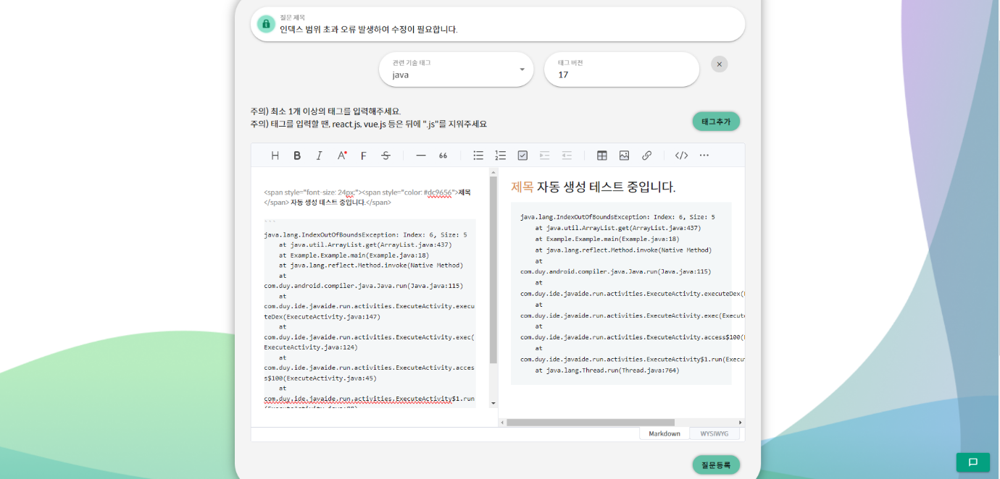 질문 제목
인덱스 범위 초과 오류 발생하여 수정이 필요합니다.
관련 기술 태그
java
태그 버전
17
주의) 최소 1개 이상의 태그를 입력해주세요.
주의) 태그를 입력할 땐, react.js, vue.js 등은 뒤에 ".js"를 지워주세요
태그추가
H B I A F S 66
<span style="font-size: 24px;"><span style="color: #dc9656">제목
</span> 자동 생성 테스트 중입니다.</span>
```
java.lang.IndexOutOfBoundsException: Index: 6, Size: 5
at java.util.ArrayList.get(ArrayList.java:437)
at Example.Example.main(Example.java:18)
at java.lang.reflect.Method.invoke(Native Method)
at
com.duy.android.compiler.java.Java.run(Java.java:115)
at
com.duy.ide.javaide.run.activities.ExecuteActivity.execu
teDex(ExecuteActivity.java:147)
at
com.duy.ide.javaide.run.activities.ExecuteActivity.exec(
ExecuteActivity.java:124)
at
com.duy.ide.javaide.run.activities.ExecuteActivity.acces
s$100(ExecuteActivity.java:45)
at
com.duy.ide.javaide.run.activities.ExecuteActivity$1.run
제목 자동 생성 테스트 중입니다.
java.lang.IndexOutOfBoundsException: Index: 6, Size: 5
at java.util.ArrayList.get(ArrayList.java:437)
at Example.Example.main(Example.java:18)
at java.lang.reflect.Method.invoke(Native Method)
at
com.duy.android.compiler.java.Java.run(Java.java:115)
at
com.duy.ide.javaide.run.activities.ExecuteActivity.executeDex(
at
com.duy.ide.javaide.run.activities.ExecuteActivity.exec(Execut
at
com.duy.ide.javaide.run.activities.ExecuteActivity.access$100(
at
com.duy.ide.javaide.run.activities.ExecuteActivity$1.run(Execu
at java.lang.Thread.run(Thread.java:764)
Markdown
WYSIWYG
질문등록